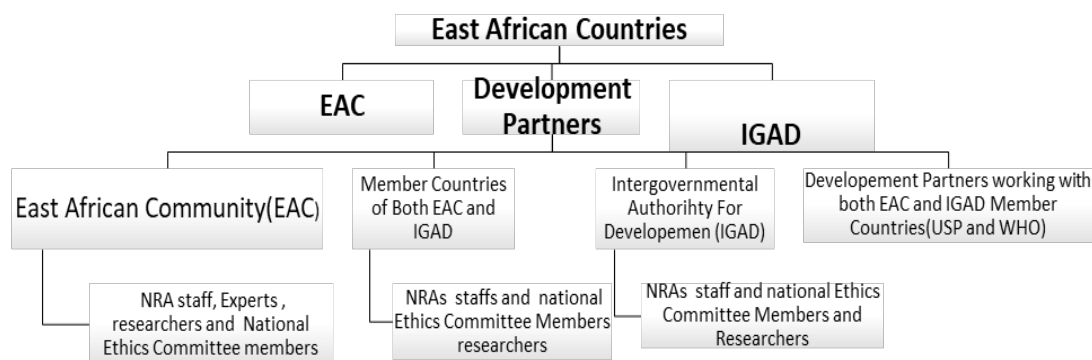 East African Countries
EAC
Development
Partners
IGAD
East African Community(EAC)
Member Countries
of Both EAC and
IGAD
Intergovernmental
Authorihty For
Developemen (IGAD)
Developement Partners working with
both EAC and IGAD Member
Countries(USP and WHO)
NRA staff, Experts ,
researchers and National
Ethics Committee members
NRAs staffs and national
Ethics Committee Members
researchers
NRAs staff and national Ethics
Committee Members and
Researchers